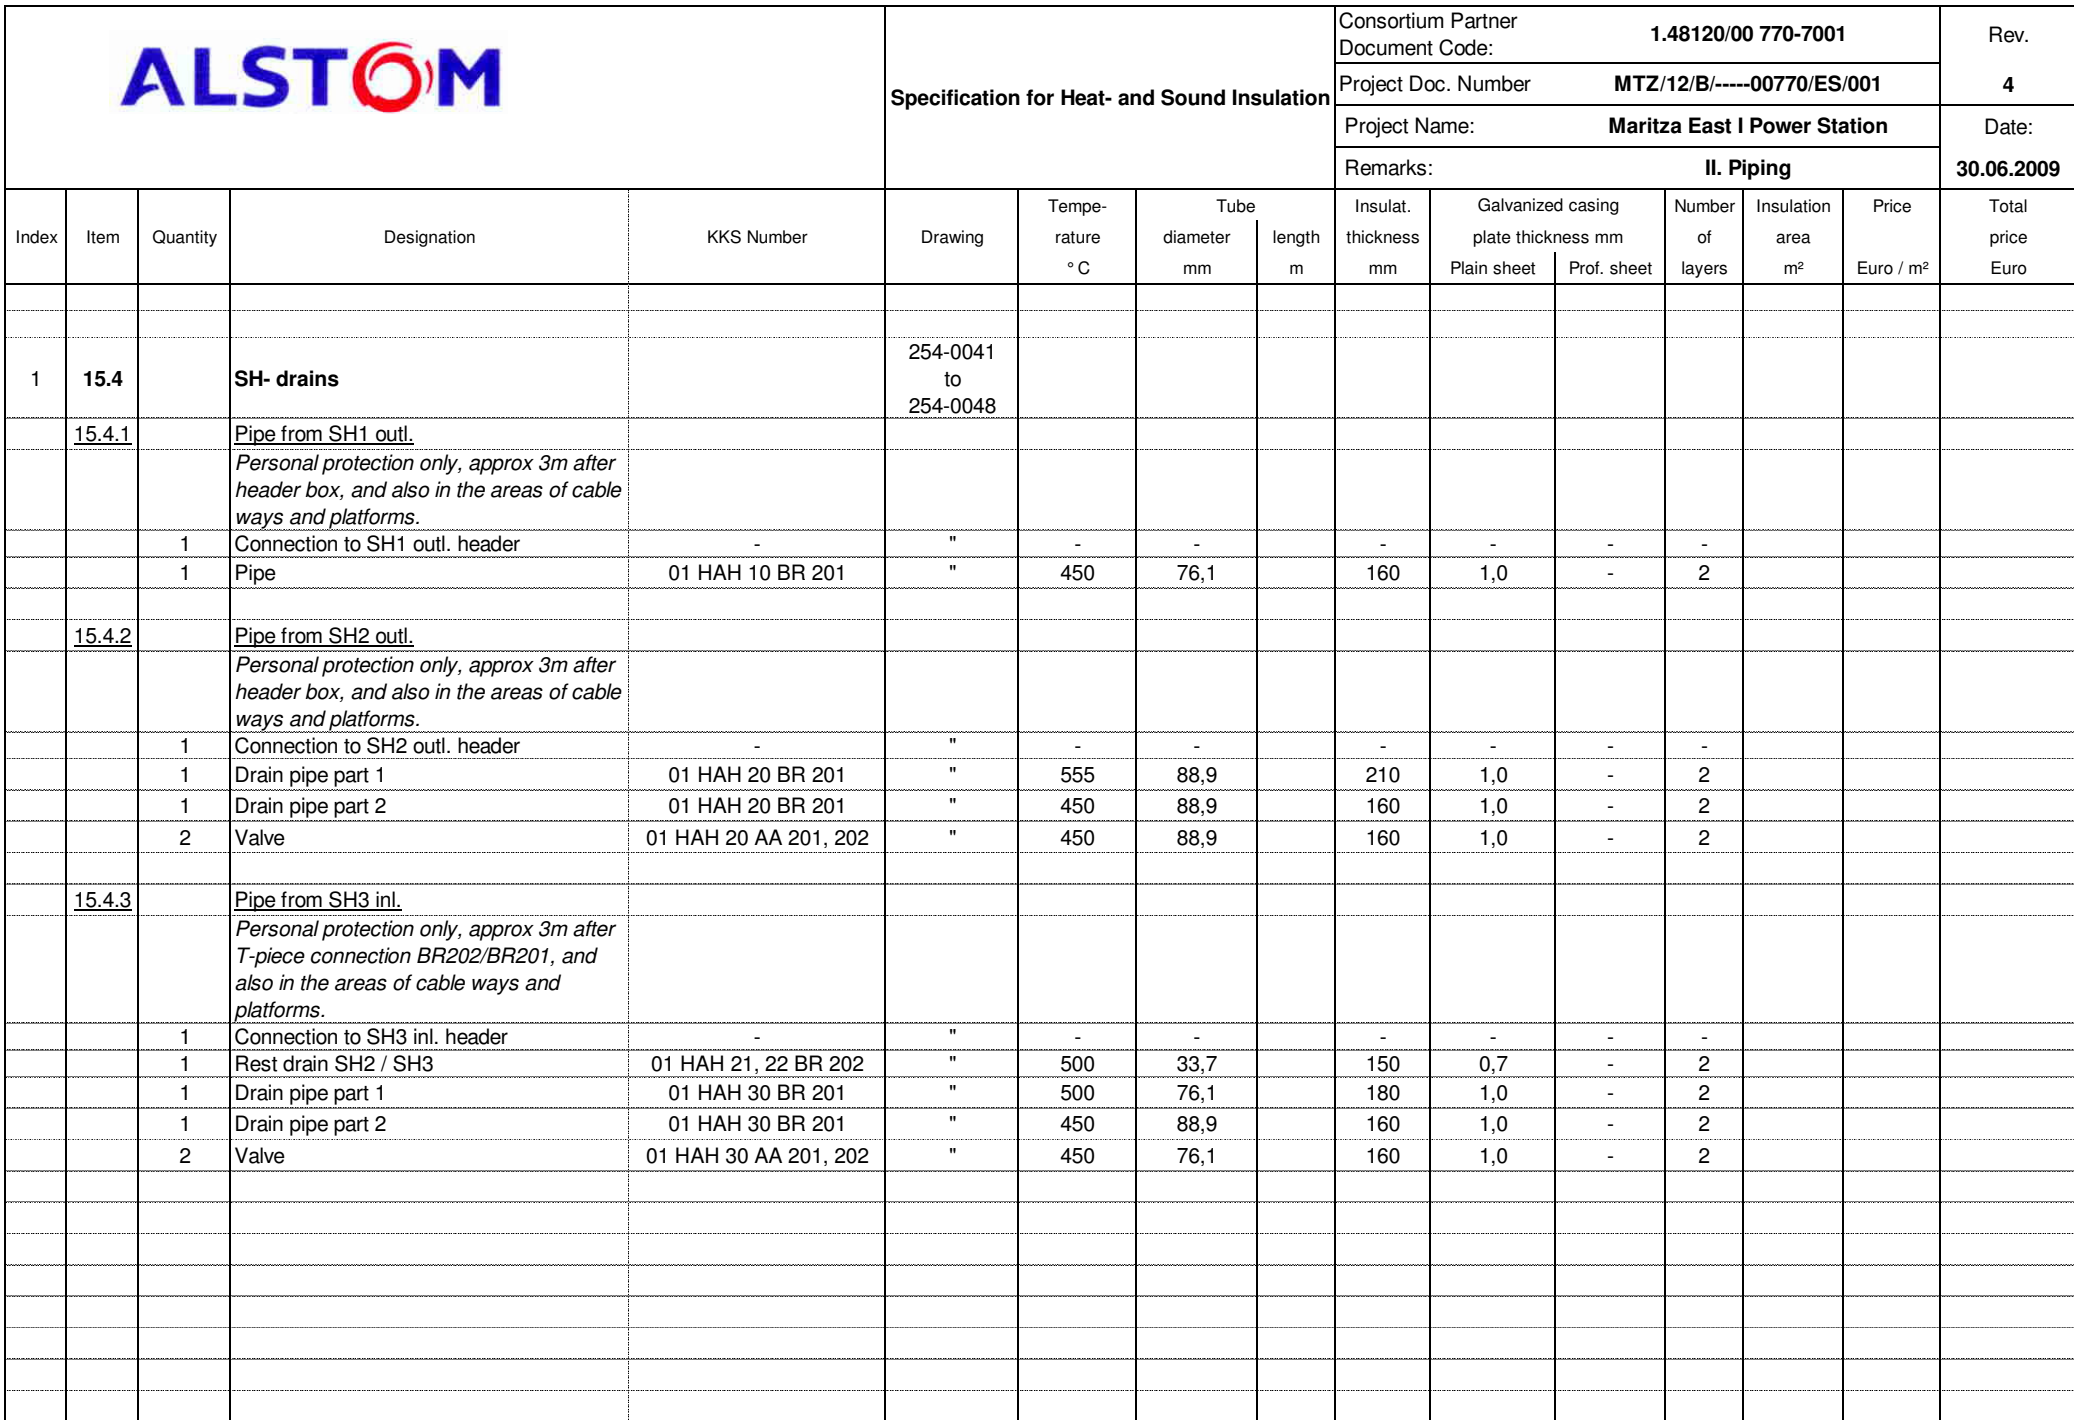 ALSTOM
Specification for Heat- and Sound Insulation
Consortium Partner
Document Code:
1.48120/00 770-7001
Rev.
Project Doc. Number MTZ/12/B/-----00770/ES/001 4
Project Name: Maritza East I Power Station Date:
Remarks: II. Piping 30.06.2009
Tempe- Tube Insulat. Galvanized casing Number Insulation Price Total
Index Item Quantity Designation KKS Number Drawing rature diameter length thickness plate thickness mm of area price
° C mm m mm Plain sheet Prof. sheet layers m² Euro / m² Euro
254-0041
1 15.4 SH- drains to
254-0048
15.4.1 Pipe from SH1 outl.
Personal protection only, approx 3m after
header box, and also in the areas of cable
ways and platforms.
1 Connection to SH1 outl. header - " - - - - - -
1 Pipe 01 HAH 10 BR 201 " 450 76,1 160 1,0 - 2
15.4.2 Pipe from SH2 outl.
Personal protection only, approx 3m after
header box, and also in the areas of cable
ways and platforms.
1 Connection to SH2 outl. header - " - - - - - -
1 Drain pipe part 1 01 HAH 20 BR 201 " 555 88,9 210 1,0 - 2
1 Drain pipe part 2 01 HAH 20 BR 201 " 450 88,9 160 1,0 - 2
2 Valve 01 HAH 20 AA 201, 202 " 450 88,9 160 1,0 - 2
15.4.3 Pipe from SH3 inl.
Personal protection only, approx 3m after
T-piece connection BR202/BR201, and
also in the areas of cable ways and
platforms.
1 Connection to SH3 inl. header - " - - - - - -
1 Rest drain SH2 / SH3 01 HAH 21, 22 BR 202 " 500 33,7 150 0,7 - 2
1 Drain pipe part 1 01 HAH 30 BR 201 " 500 76,1 180 1,0 - 2
1 Drain pipe part 2 01 HAH 30 BR 201 " 450 88,9 160 1,0 - 2
2 Valve 01 HAH 30 AA 201, 202 " 450 76,1 160 1,0 - 2